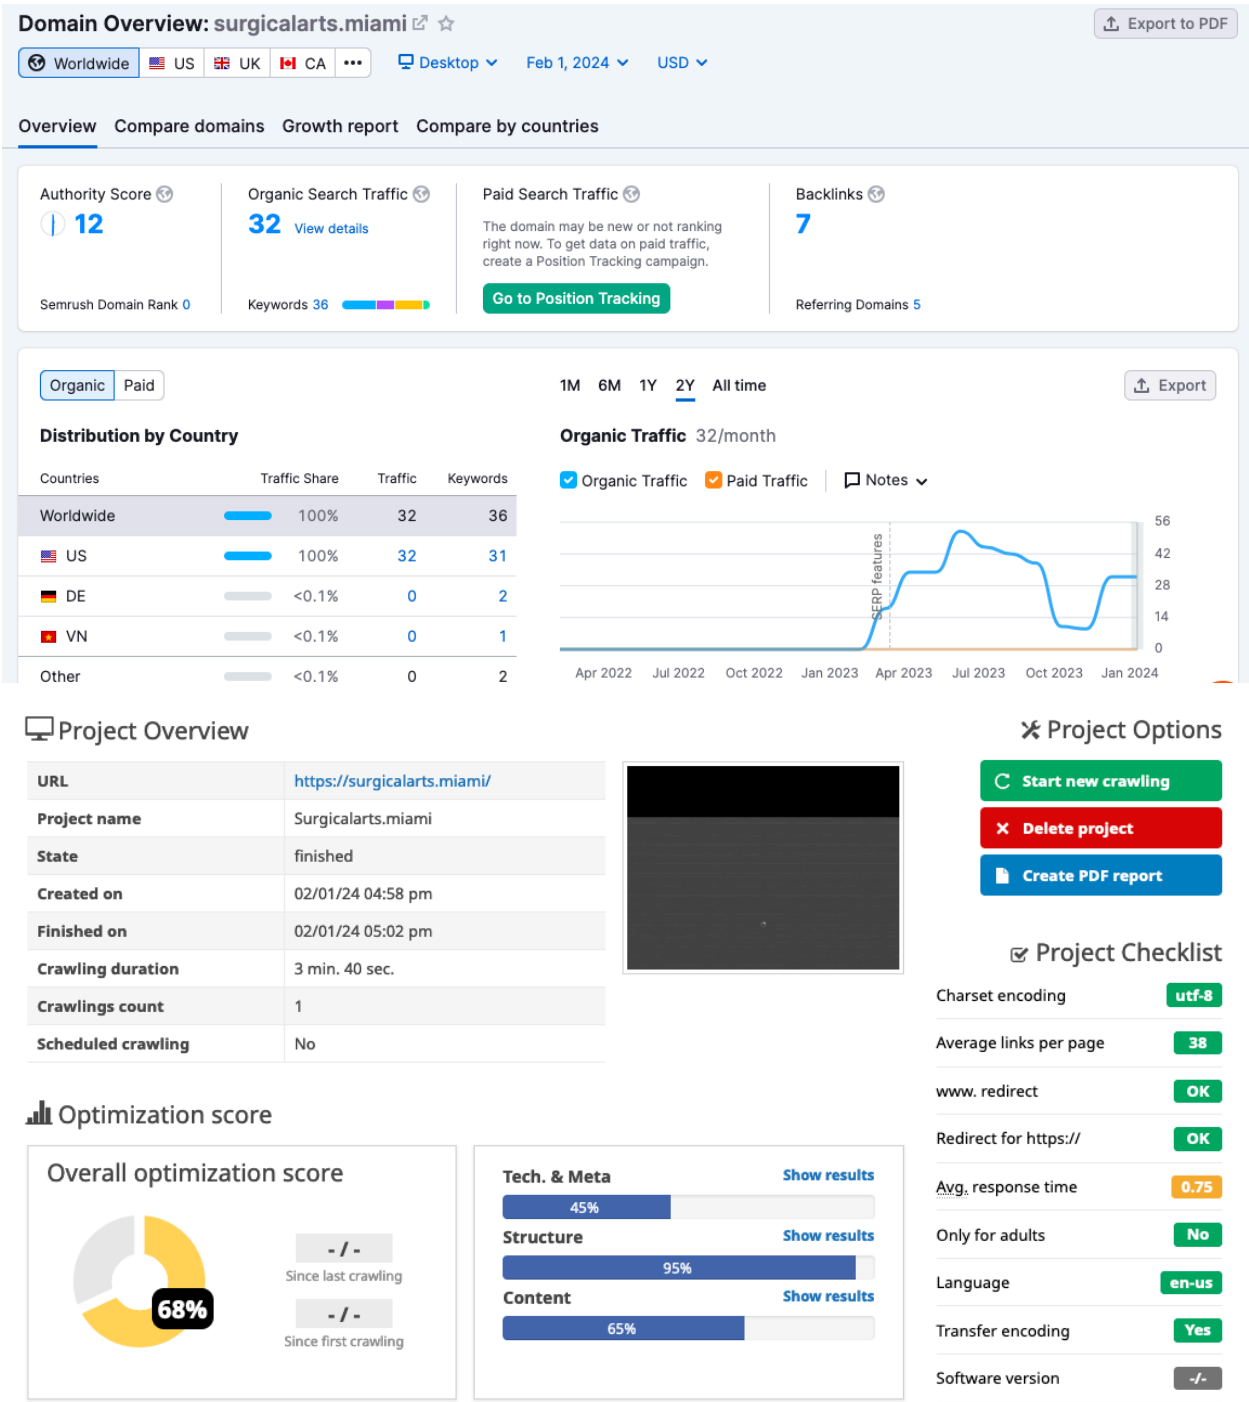 Domain Overview: surgicalarts.miami
Export to PDF
Worldwide US UK CA ••• Desktop Feb 1, 2024 USD
Overview Compare domains Growth report Compare by countries
Authority Score
12
Semrush Domain Rank 0
Organic Search Traffic
32 View details
Keywords 36
Paid Search Traffic
The domain may be new or not ranking
right now. To get data on paid traffic,
create a Position Tracking campaign.
Go to Position Tracking
Backlinks
7
Referring Domains 5
Organic Paid
Distribution by Country
Countries Traffic Share Traffic Keywords
Worldwide 100% 32 36
US 100% 32 31
DE <0.1% 0 2
VN <0.1% 0 1
Other <0.1% 0 2
1M 6M 1Y 2Y All time
Export
Organic Traffic 32/month
Organic Traffic Paid Traffic Notes
SERP features
56
42
28
14
0
Apr 2022 Jul 2022 Oct 2022 Jan 2023 Apr 2023 Jul 2023 Oct 2023 Jan 2024
Project Overview
URL https://surgicalarts.miami/
Project name Surgicalarts.miami
State finished
Created on 02/01/24 04:58 pm
Finished on 02/01/24 05:02 pm
Crawling duration 3 min. 40 sec.
Crawlings count 1
Scheduled crawling No
Project Options
Start new crawling
Delete project
Create PDF report
Project Checklist
Charset encoding utf-8
Average links per page 38
www. redirect OK
Redirect for https:// OK
Avg. response time 0.75
Only for adults No
Language en-us
Transfer encoding Yes
Software version -/-
Optimization score
Overall optimization score
68%
- / -
Since last crawling
- / -
Since first crawling
Tech. & Meta Show results
45%
Structure Show results
95%
Content Show results
65%